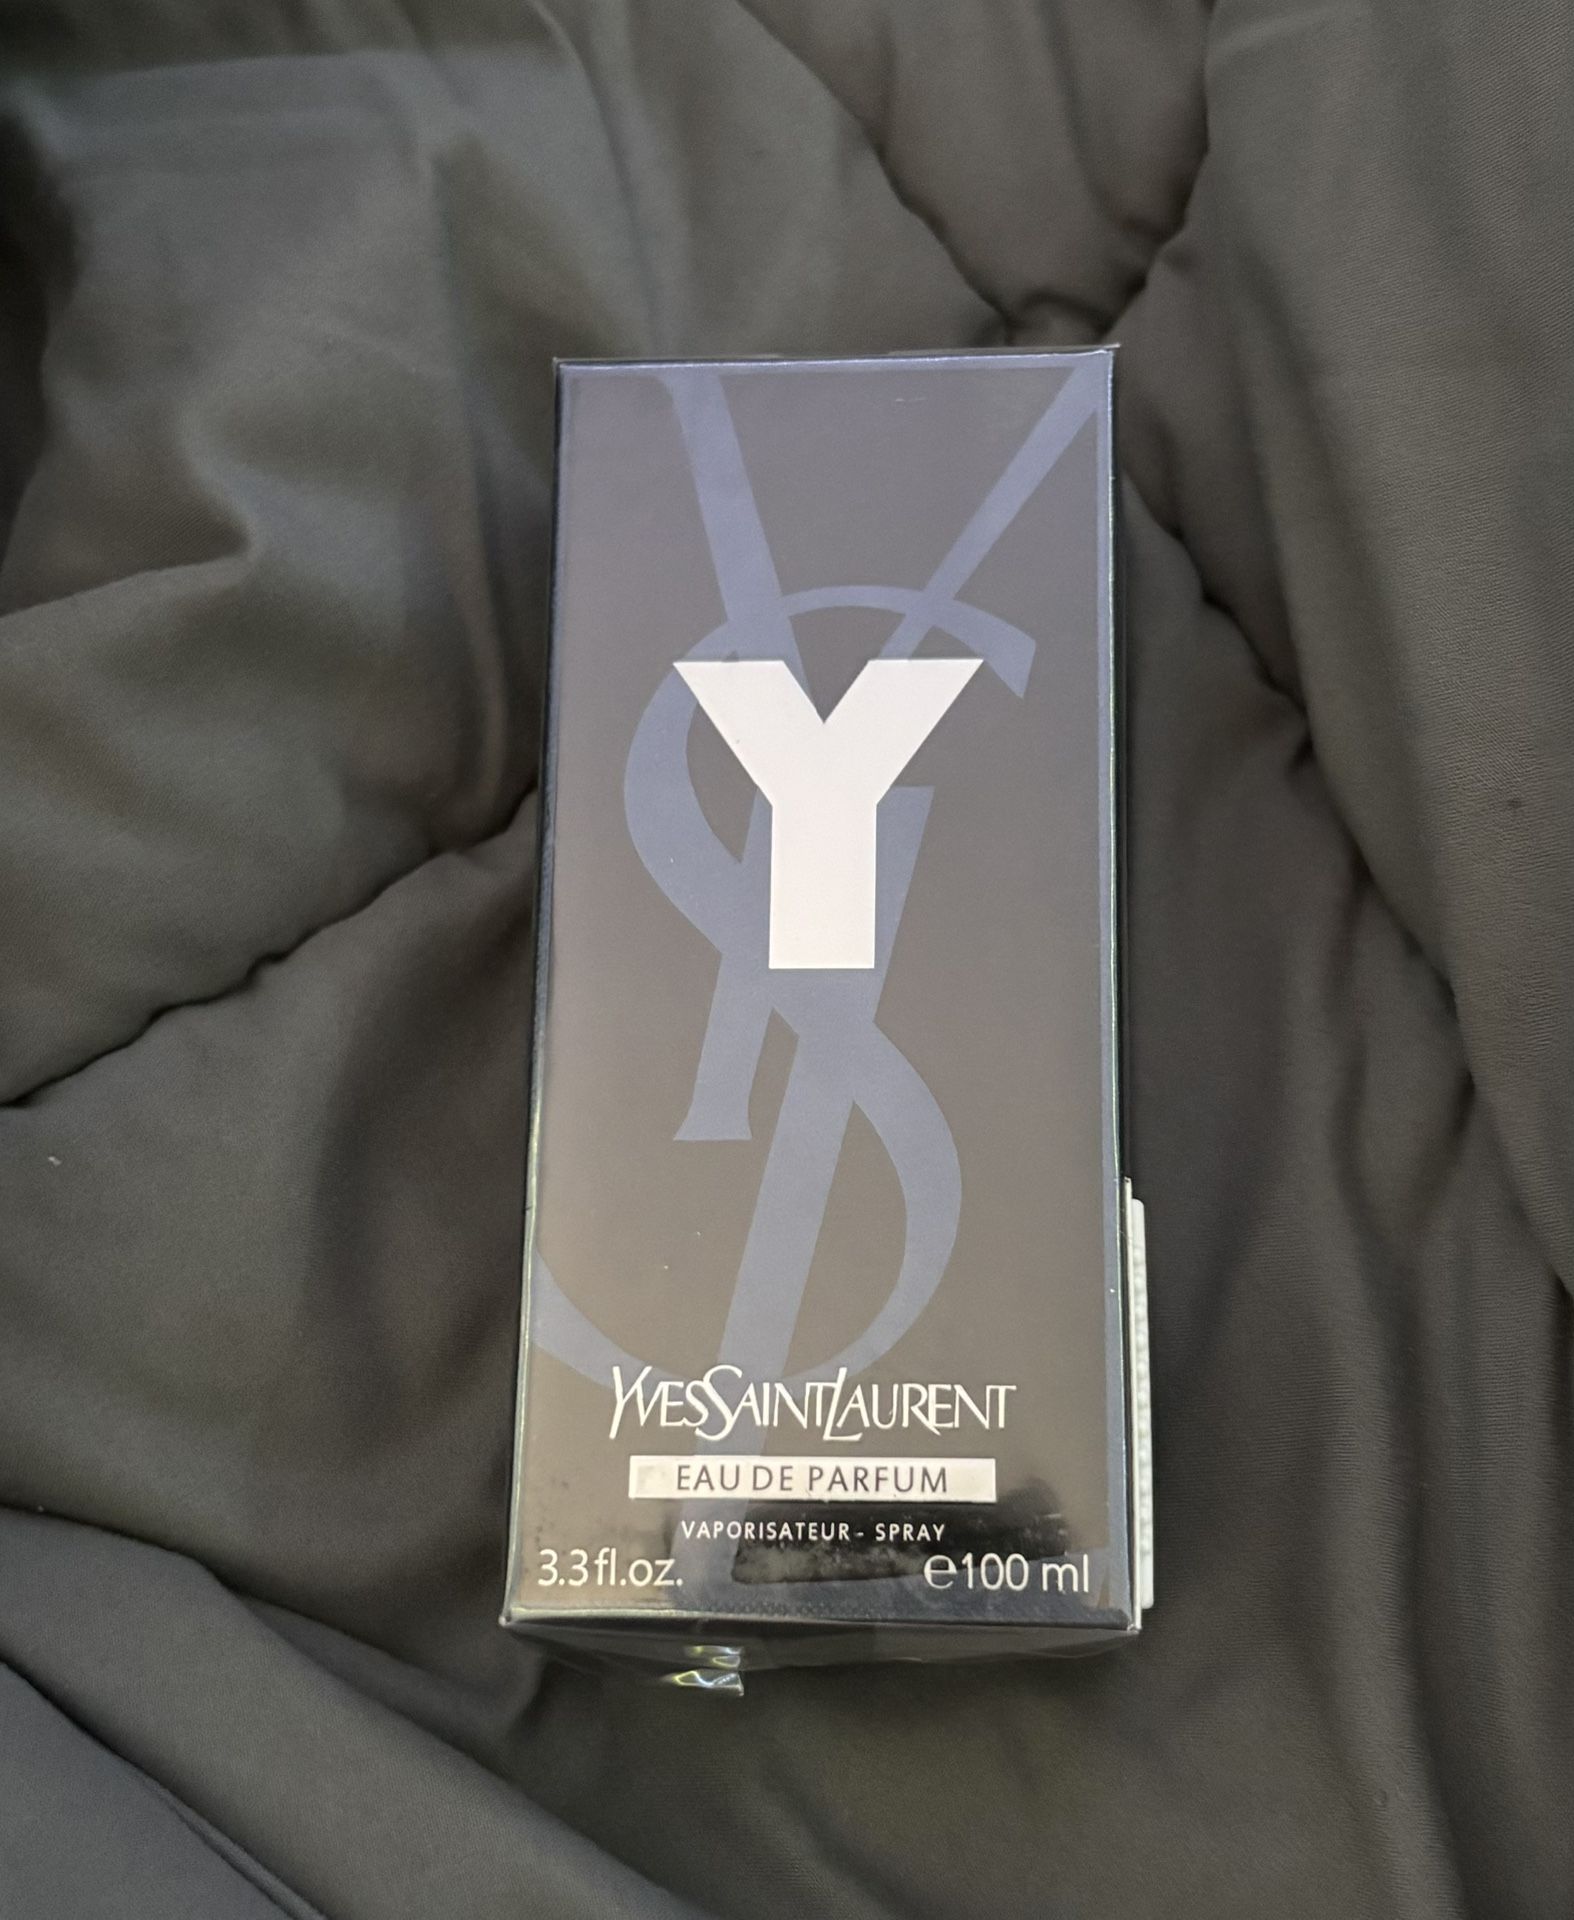 Y
YVESSAINTLAURENT
EAU DE PARFUM
VAPORISATEUR - SPRAY
3.3 fl.oz. ℮100 ml